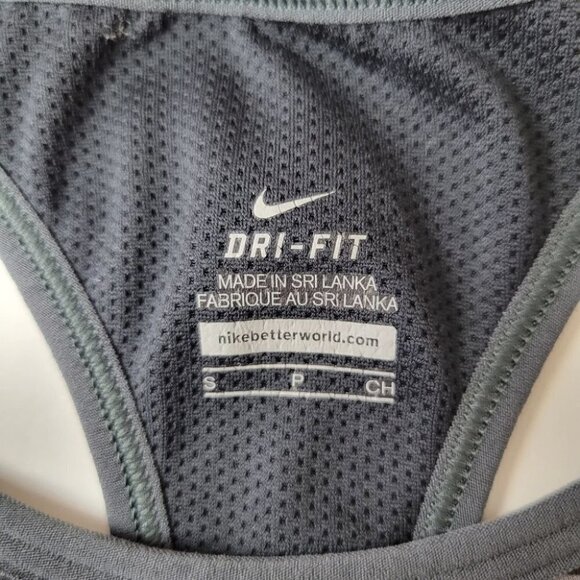 DRI-FIT
MADE IN SRI LANKA
FABRIQUE AU SRI LANKA
nikebetterworld.com
S P CH